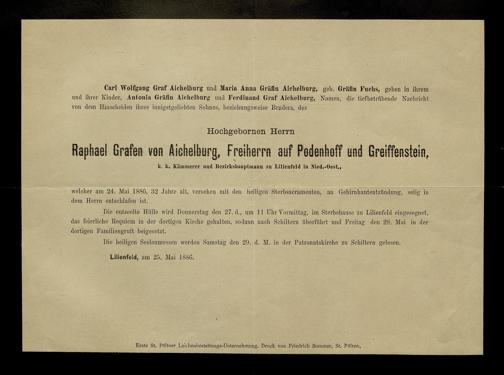 Carl Wolfgang Graf Aichelburg und Maria Anna Gräfin Aichelburg, geb. Gräfin Fuchs, geben in ihrem
und ihrer Kinder, Antonia Gräfin Aichelburg und Ferdinand Graf Aichelburg, Namen, die tiefbetrübende Nachricht
von dem Hinscheiden ihres innigstgeliebten Sohnes, beziehungsweise Bruders, des
Hochgebornen Herrn
Raphael Grafen von Aichelburg, Freiherrn auf Podenhoff und Greiffenstein,
k. k. Kämmerer und Bezirkshauptmann zu Lilienfeld in Nied.-Oest.,
welcher am 24. Mai 1886, 32 Jahre alt, versehen mit den heiligen Sterbsacramenten, an Gehirnhautentzündung, selig in
dem Herrn entschlafen ist.
Die entseelte Hülle wird Donnerstag den 27. d., um 11 Uhr Vormittag, im Sterbehause zu Lilienfeld eingesegnet,
das feierliche Requiem in der dortigen Kirche gehalten, sodann nach Schiltern überführt und Freitag den 28. Mai in der
dortigen Familiengruft beigesetzt.
Die heiligen Seelenmessen werden Samstag den 29. d. M. in der Patronatskirche zu Schiltern gelesen.
Lilienfeld, am 25. Mai 1886.
Erste St. Pöltner Leichenbestattungs-Unternehmung. Druck von Friedrich Sommer, St. Pölten.